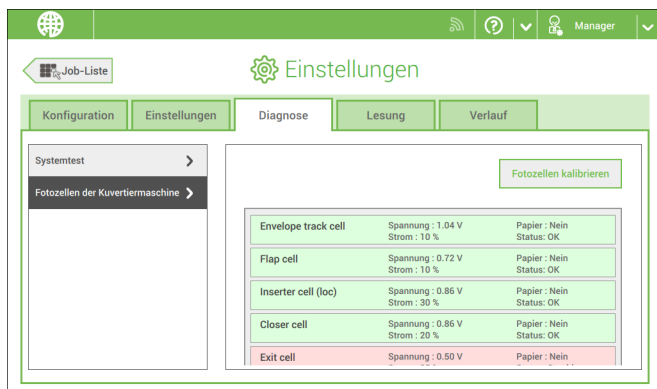 Manager
Job-Liste
Einstellungen
Konfiguration
Einstellungen
Diagnose
Lesung
Verlauf
Systemtest
Fotozellen der Kuvertiermaschine
Fotozellen kalibrieren
Envelope track cell Spannung : 1.04 V Papier : Nein
Strom : 10 % Status: OK
Flap cell Spannung : 0.72 V Papier : Nein
Strom : 10 % Status: OK
Inserter cell (loc) Spannung : 0.86 V Papier : Nein
Strom : 30 % Status: OK
Closer cell Spannung : 0.86 V Papier : Nein
Strom : 20 % Status: OK
Exit cell Spannung : 0.50 V Papier : Nein